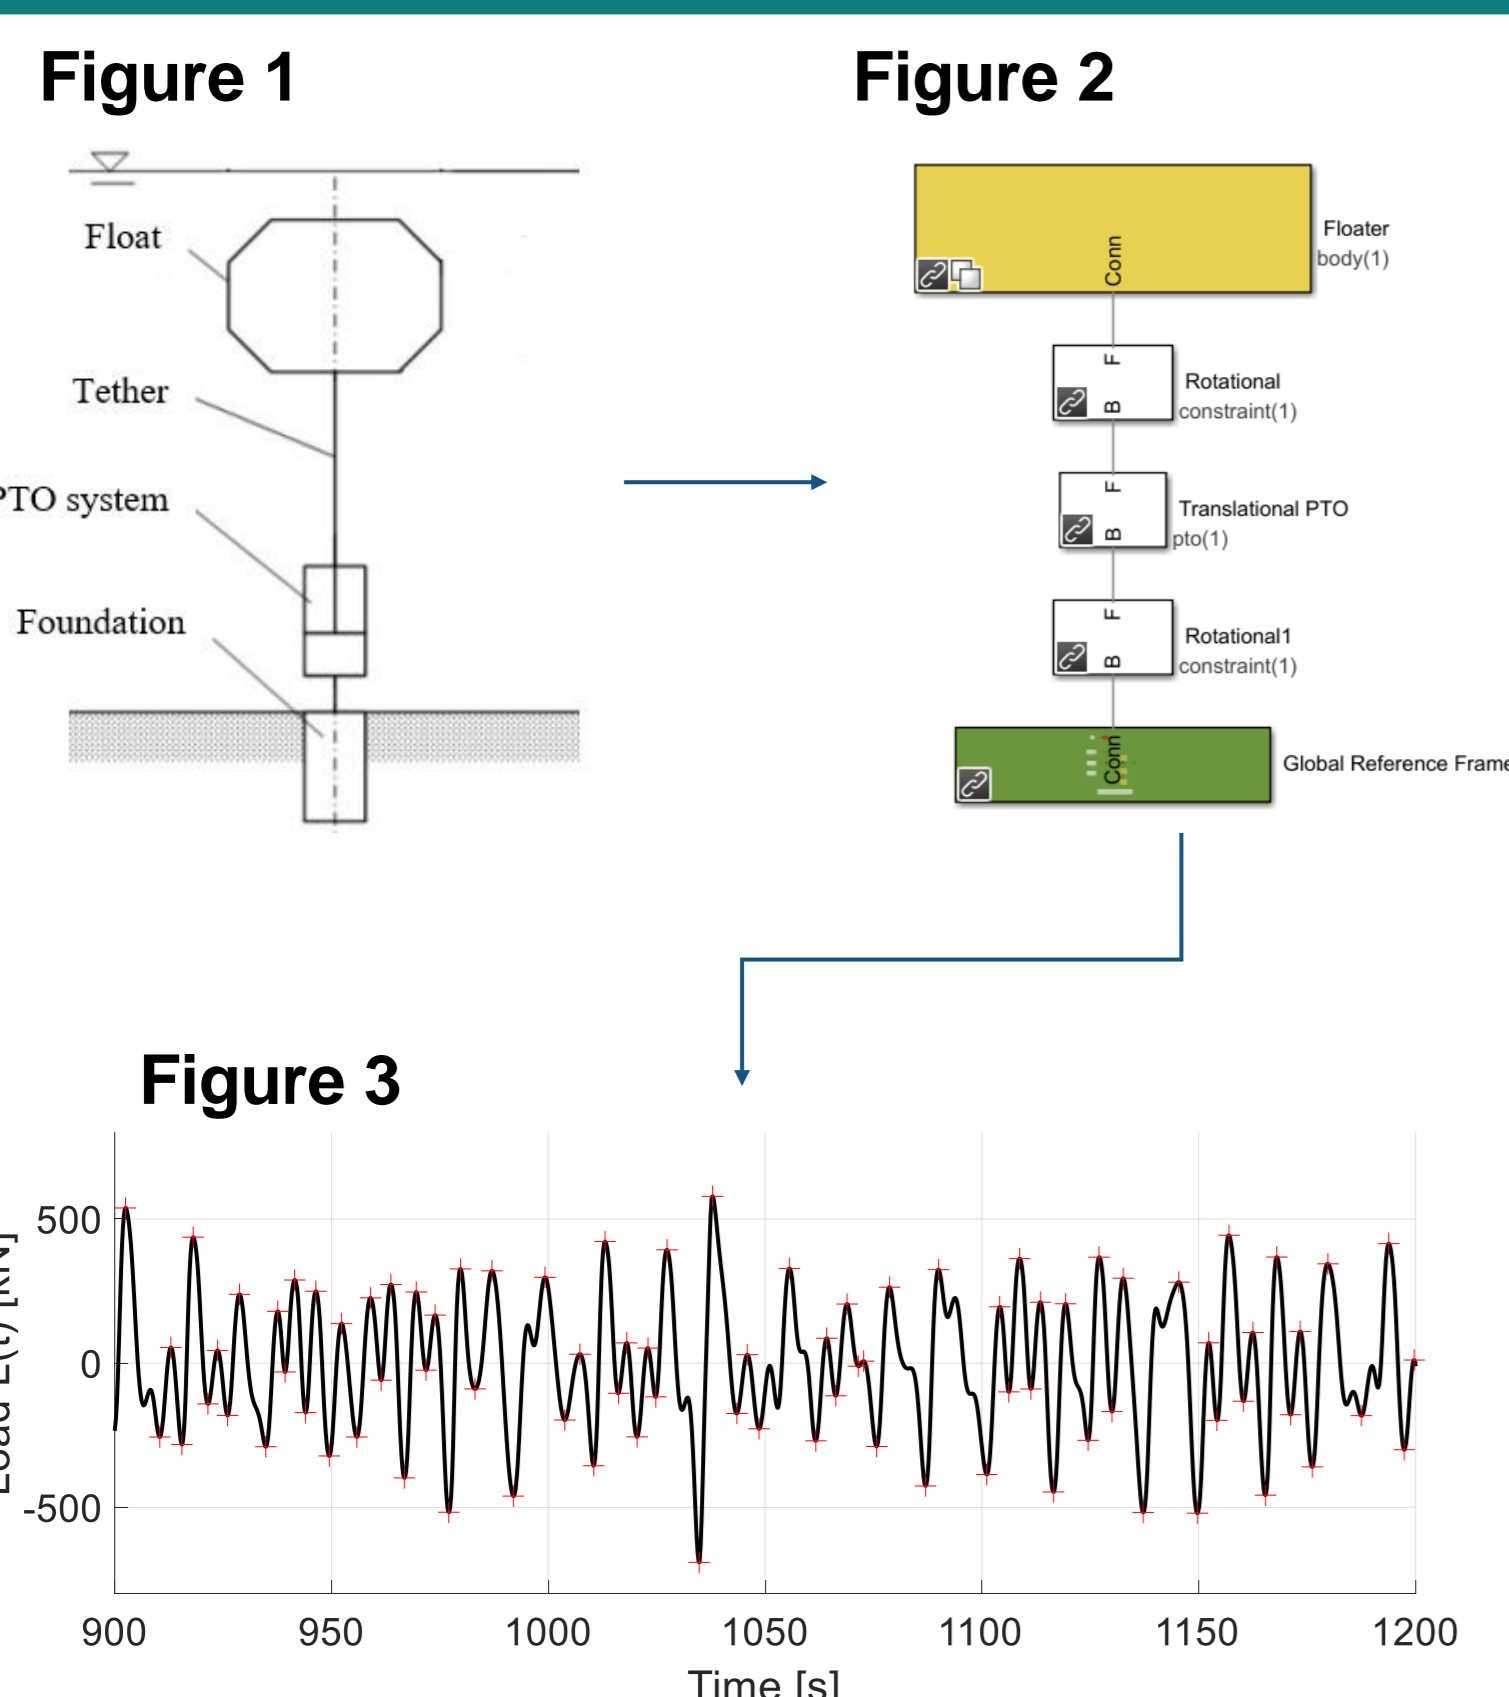 Figure 1
Figure 2
Float
Tether
PTO system
Foundation
Conn
Floater
body(1)
F
B
Rotational
constraint(1)
F
B
Translational PTO
pto(1)
F
B
Rotational1
constraint(1)
Conn
Global Reference Frame
Figure 3
Load L(t) [kN]
500
0
-500
900
950
1000
1050
1100
1150
1200
Time [s]